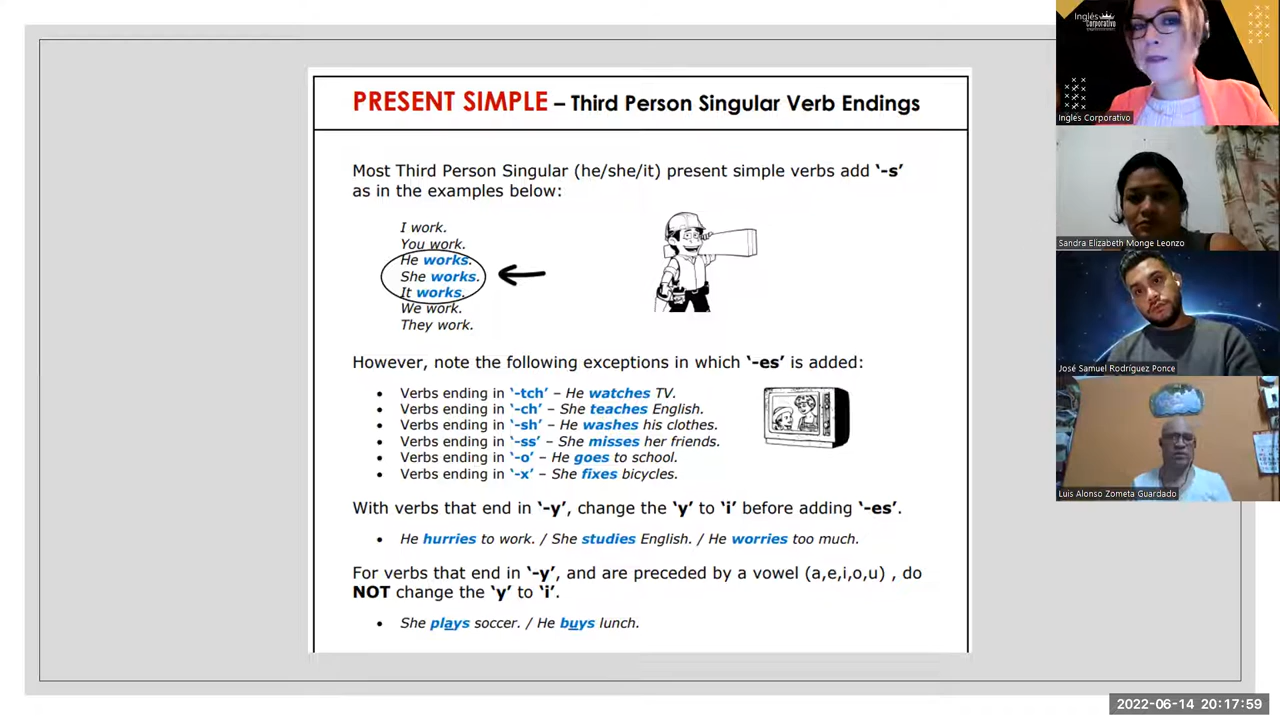 PRESENT SIMPLE – Third Person Singular Verb Endings
Most Third Person Singular (he/she/it) present simple verbs add ‘-s’
as in the examples below:
I work.
You work.
He works.
She works.
It works.
We work.
They work.
However, note the following exceptions in which ‘-es’ is added:
• Verbs ending in ‘-tch’ – He watches TV.
• Verbs ending in ‘-ch’ – She teaches English.
• Verbs ending in ‘-sh’ – He washes his clothes.
• Verbs ending in ‘-ss’ – She misses her friends.
• Verbs ending in ‘-o’ – He goes to school.
• Verbs ending in ‘-x’ – She fixes bicycles.
With verbs that end in ‘-y’, change the ‘y’ to ‘i’ before adding ‘-es’.
• He hurries to work. / She studies English. / He worries too much.
For verbs that end in ‘-y’, and are preceded by a vowel (a,e,i,o,u) , do
NOT change the ‘y’ to ‘i’.
• She plays soccer. / He buys lunch.
Inglés
Corporativo
Inglés Corporativo
Sandra Elizabeth Monge Leonzo
José Samuel Rodríguez Ponce
Luis Alonso Zometa Guardado
2022-06-14 20:17:59